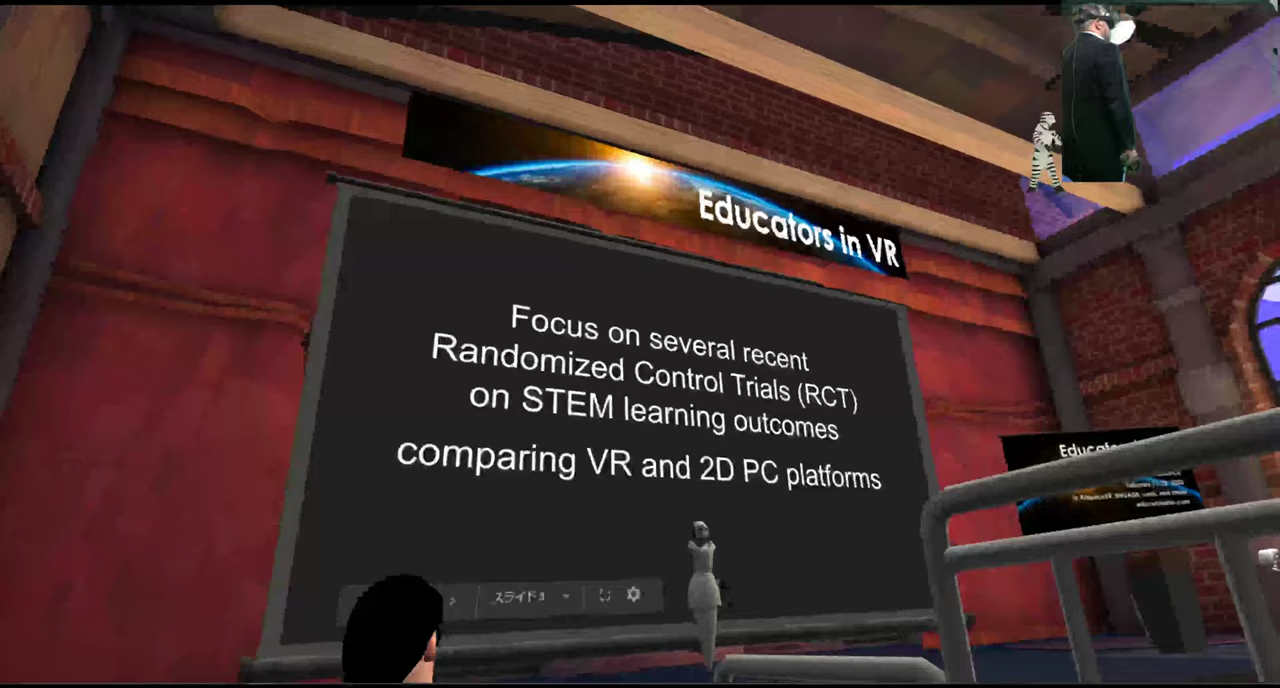 Educators in VR
Focus on several recent
Randomized Control Trials (RCT)
on STEM learning outcomes
comparing VR and 2D PC platforms
スライド